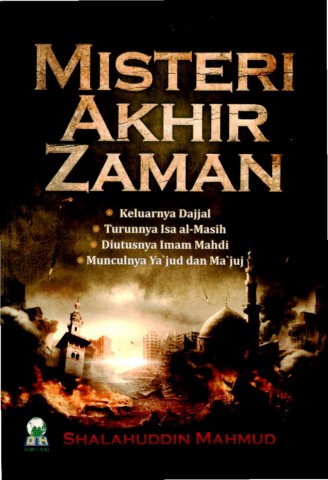 MISTERI
AKHIR
ZAMAN
Keluarnya Dajjal
Turunnya Isa al-Masih
Diutusnya Imam Mahdi
Munculnya Ya`jud dan Ma`juj
SHALAHUDDIN MAHMUD